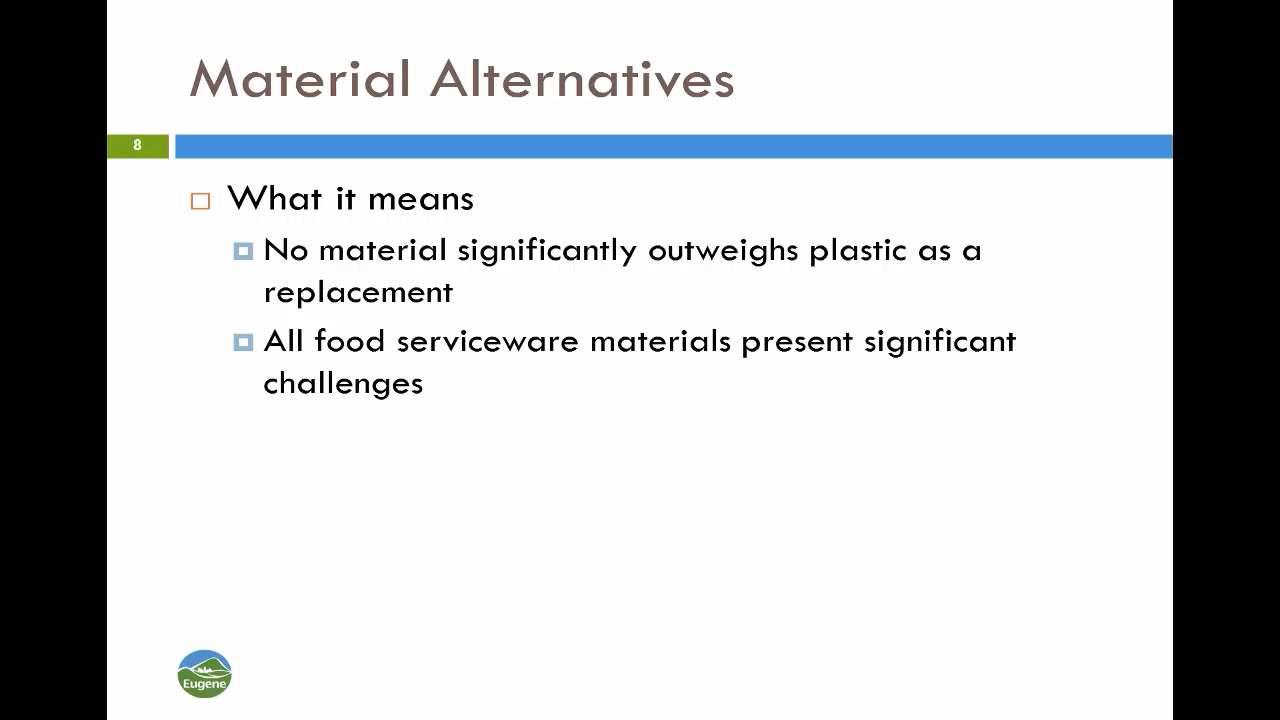 Material Alternatives
8
What it means
No material significantly outweighs plastic as a
replacement
All food serviceware materials present significant
challenges
Eugene